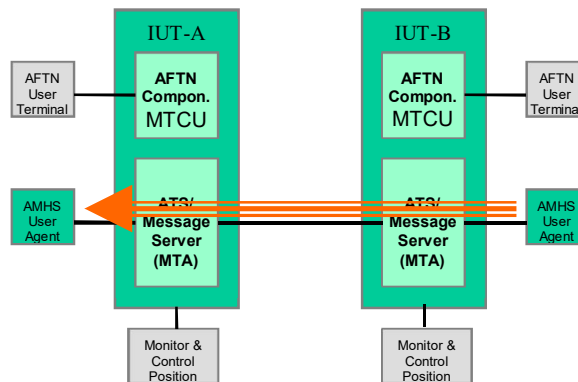 IUT-A
IUT-B
AFTN
User
Terminal
AFTN
Compon.
MTCU
AFTN
Compon.
MTCU
AFTN
User
Terminal
AMHS
User
Agent
ATS/
Message
Server
(MTA)
ATS/
Message
Server
(MTA)
AMHS
User
Agent
Monitor &
Control
Position
Monitor &
Control
Position